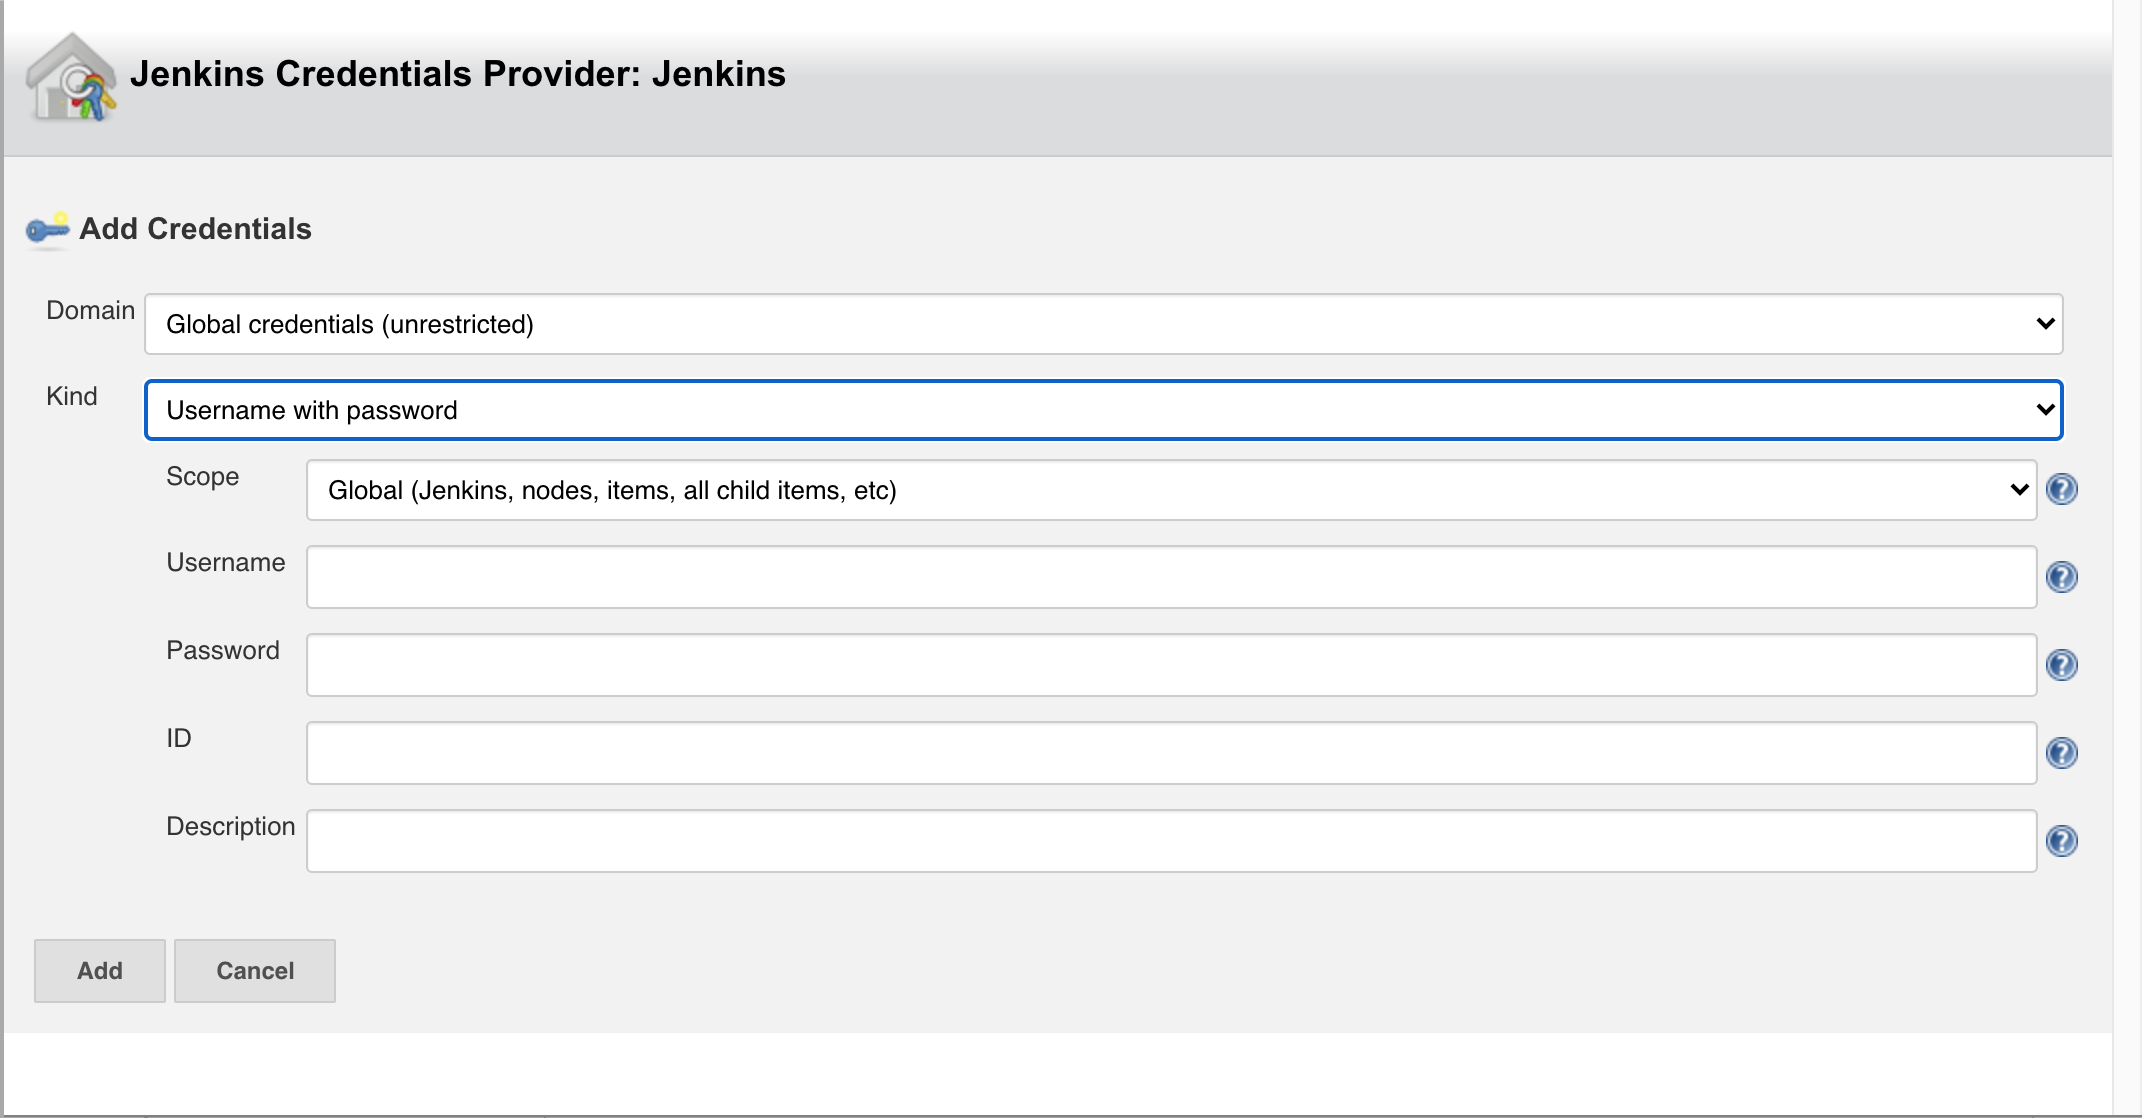 Jenkins Credentials Provider: Jenkins
Add Credentials
Domain
Global credentials (unrestricted)
Kind
Username with password
Scope
Global (Jenkins, nodes, items, all child items, etc)
Username
Password
ID
Description
Add
Cancel